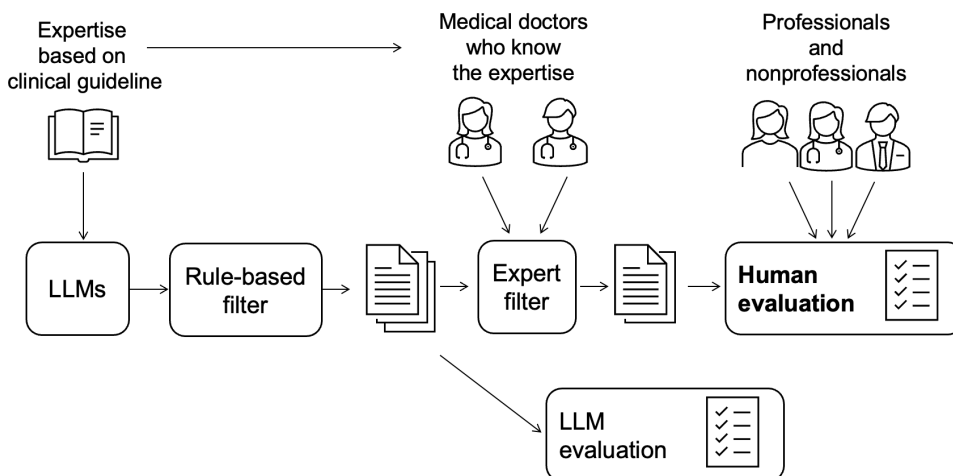 Expertise
based on
clinical guideline
Medical doctors
who know
the expertise
Professionals
and
nonprofessionals
LLMs
Rule-based
filter
Expert
filter
Human
evaluation
LLM
evaluation